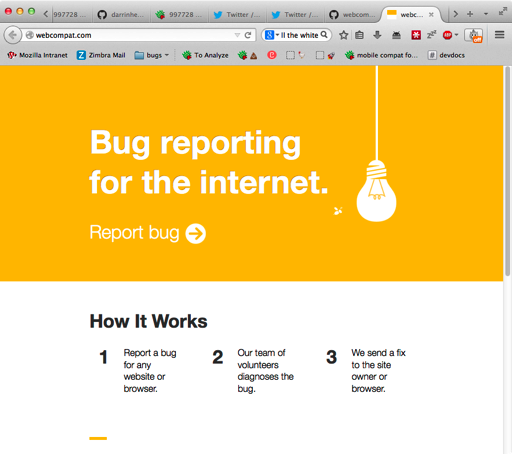 997728 ...
darrinhe...
997728 ...
Twitter /...
Twitter /...
webcom...
webc...
webcompat.com
ll the white
Mozilla Intranet
Zimbra Mail
bugs
To Analyze
mobile compat fo...
devdocs
Bug reporting
for the internet.
Report bug
How It Works
1
Report a bug
for any
website or
browser.
2
Our team of
volunteers
diagnoses the
bug.
3
We send a fix
to the site
owner or
browser.